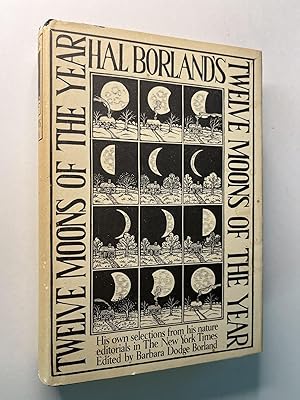 HAL BORLANDS
TWELVE MOONS OF THE YEAR
TWELVE MOONS OF THE YEAR
His own selections from his nature
editorials in The New York Times
Edited by Barbara Dodge Borland